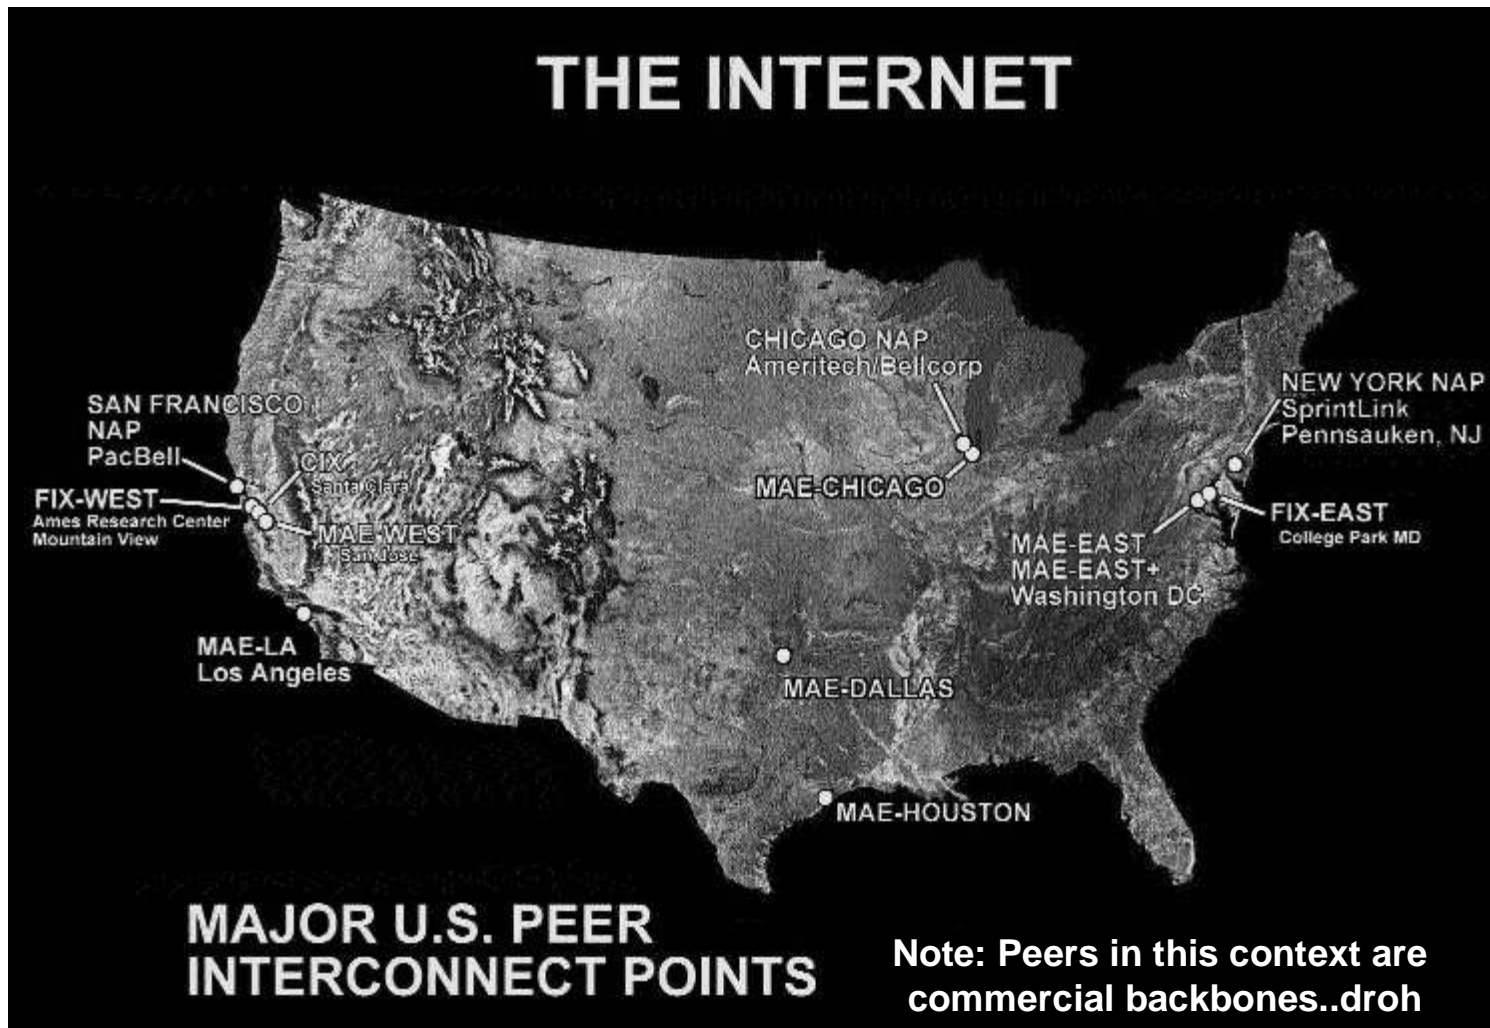 THE INTERNET
CHICAGO NAP
Ameritech/Bellcorp
NEW YORK NAP
SprintLink
Pennsauken, NJ
SAN FRANCISCO
NAP
PacBell
CIX
Santa Clara
FIX-WEST
Ames Research Center
Mountain View
MAE-WEST
San Jose
MAE-CHICAGO
FIX-EAST
College Park MD
MAE-EAST
MAE-EAST+
Washington DC
MAE-LA
Los Angeles
MAE-DALLAS
MAE-HOUSTON
MAJOR U.S. PEER
INTERCONNECT POINTS
Note: Peers in this context are
commercial backbones..droh